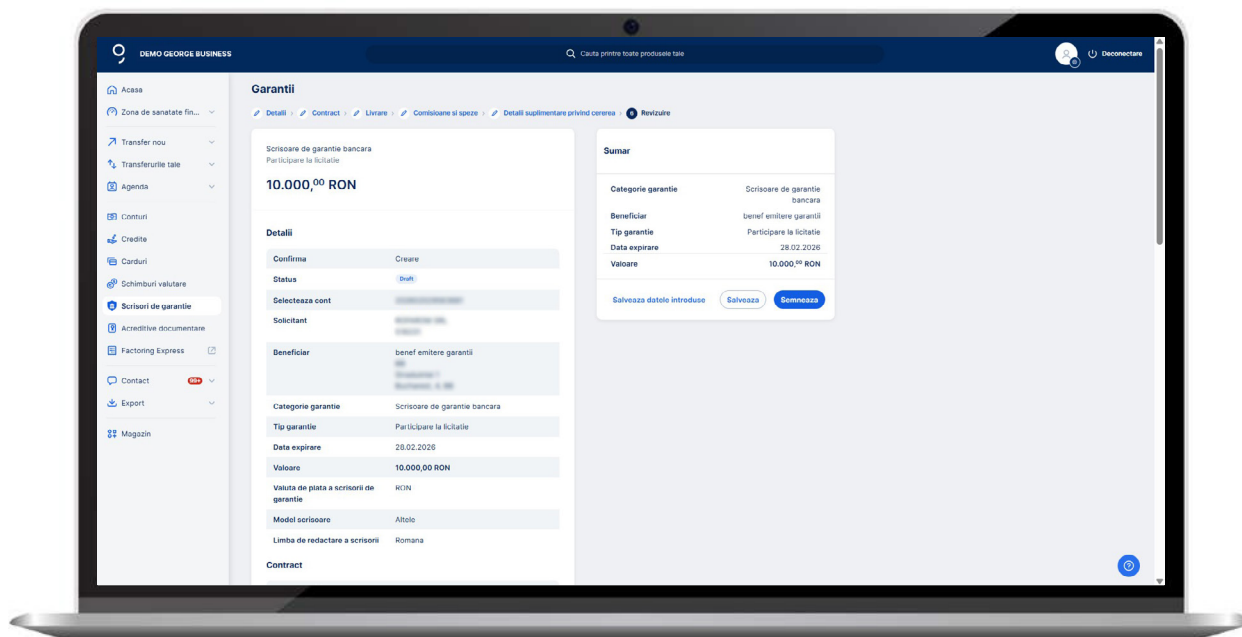 DEMO GEORGE BUSINESS
Cauta printre toate produsele tale
Deconectare
Acasa
Zona de sanatate fin...
Transfer nou
Transferurile tale
Agenda
Conturi
Credite
Carduri
Schimburi valutare
Scrisori de garantie
Acreditive documentare
Factoring Express
Contact 99+
Export
Magazin
Garantii
Detalii
Contract
Livrare
Comisioane si speze
Detalii suplimentare privind cererea
6 Revizuire
Scrisoare de garantie bancara
Participare la licitatie
10.000,00 RON
Detalii
Confirma Creare
Status Draft
Selecteaza cont
Solicitant
Beneficiar benef emitere garantii
Categorie garantie Scrisoare de garantie bancara
Tip garantie Participare la licitatie
Data expirare 28.02.2026
Valoare 10.000,00 RON
Valuta de plata a scrisorii de RON
garantie
Model scrisoare Altele
Limba de redactare a scrisorii Romana
Contract
Sumar
Categorie garantie Scrisoare de garantie
bancara
Beneficiar benef emitere garantii
Tip garantie Participare la licitatie
Data expirare 28.02.2026
Valoare 10.000,00 RON
Salveaza datele introduse Salveaza Semneaza